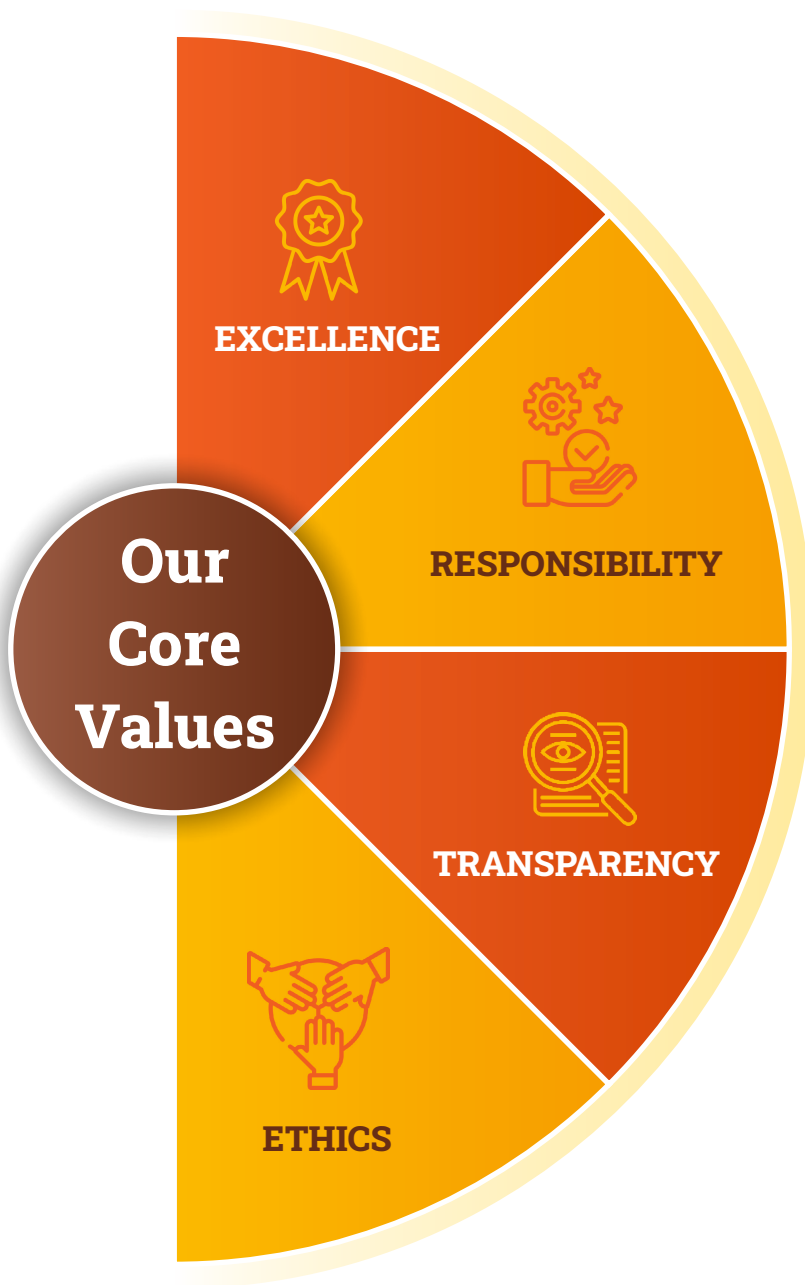 Our
Core
Values
EXCELLENCE
RESPONSIBILITY
TRANSPARENCY
ETHICS